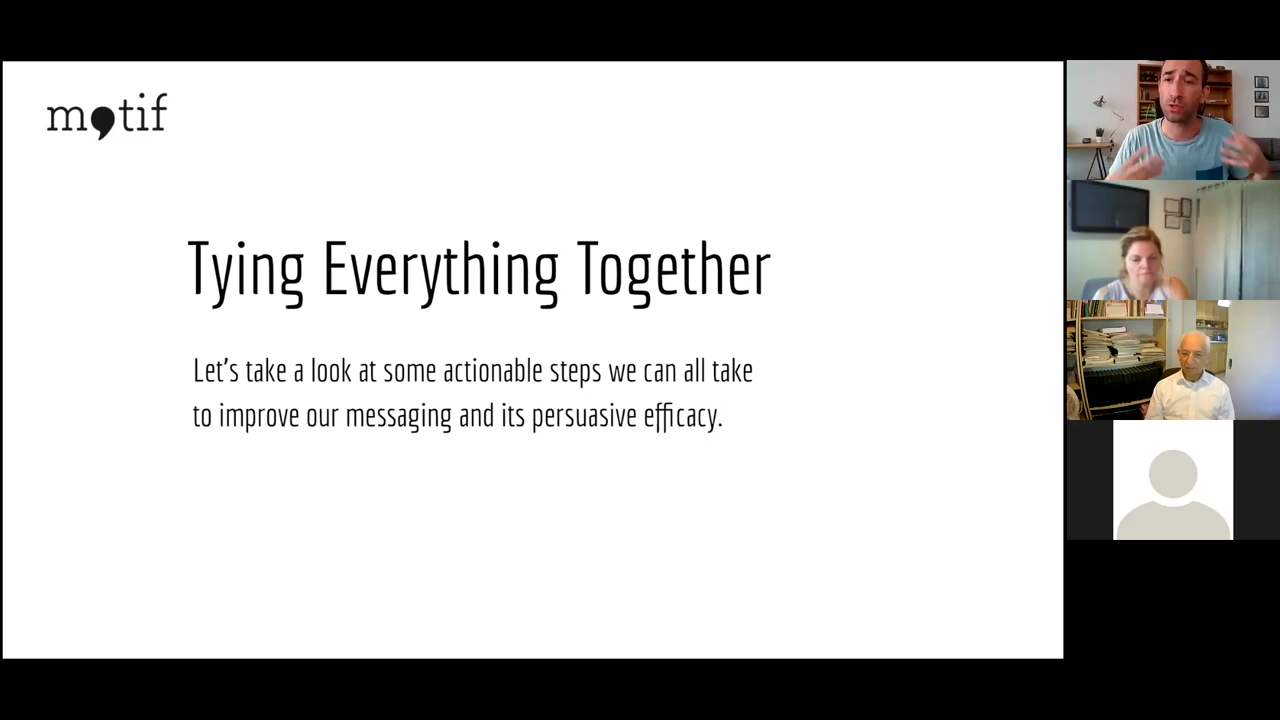 motif
Tying Everything Together
Let's take a look at some actionable steps we can all take
to improve our messaging and its persuasive efficacy.